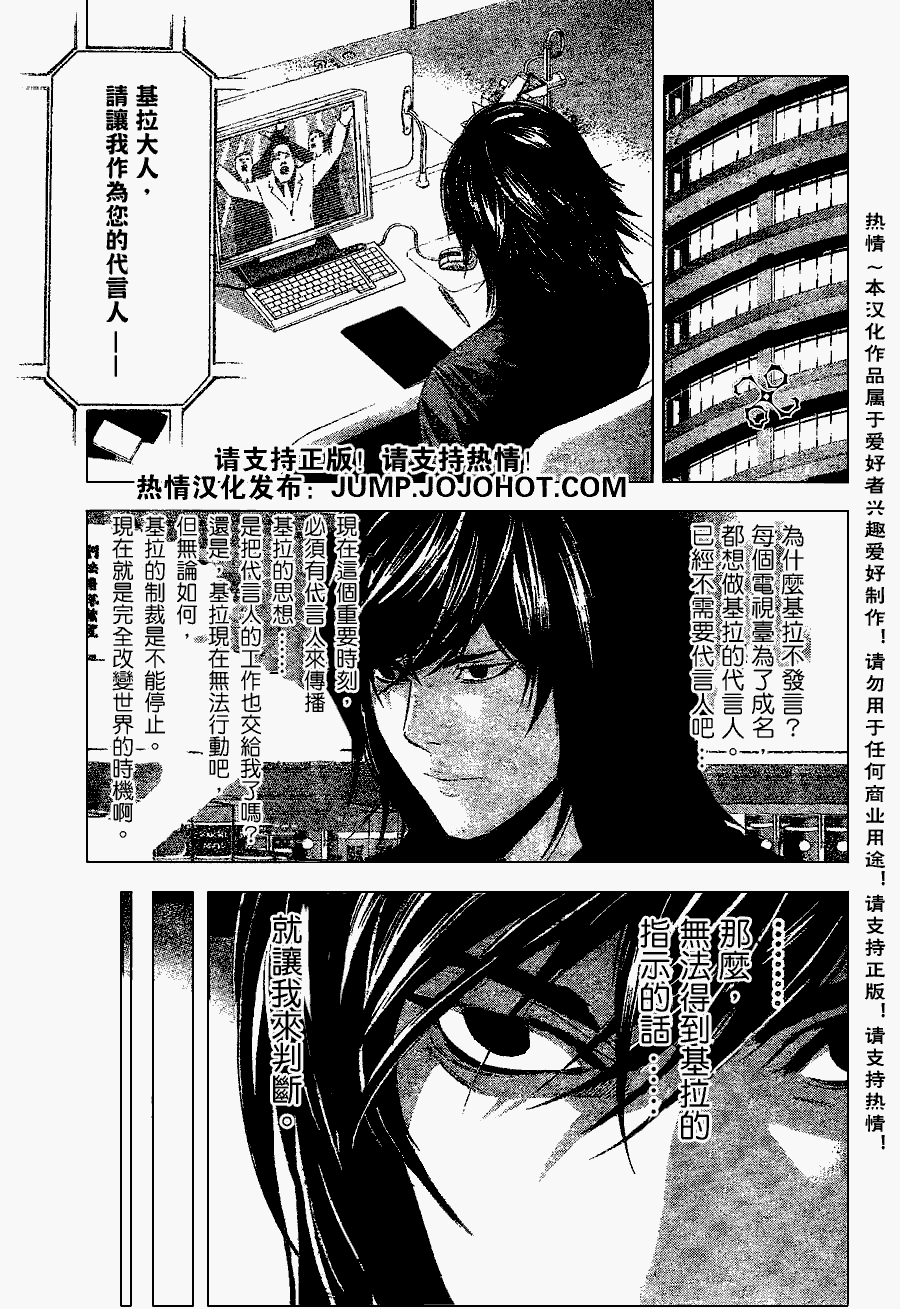 基拉大人，
請讓我作為您的代言人——
请支持正版！请支持热情！
热情汉化发布：JUMP.JOJOHOT.COM
為什麼基拉不發言？
每個電視臺為了成名，
都想做基拉的代言人。
已經不需要代言人吧……
現在這個重要時刻，
必須有代言人來傳播
基拉的思想……
是把代言人的工作也交給我了嗎？
還是，基拉現在無法行動吧，
但無論如何，
基拉的制裁是不能停止。
現在就是完全改變世界的時機啊。
………
那麼，
無法得到基拉的
指示的話……
就讓我來判斷。
热情～本汉化作品属于爱好者兴趣爱好制作！请勿用于任何商业用途！请支持正版！请支持热情！